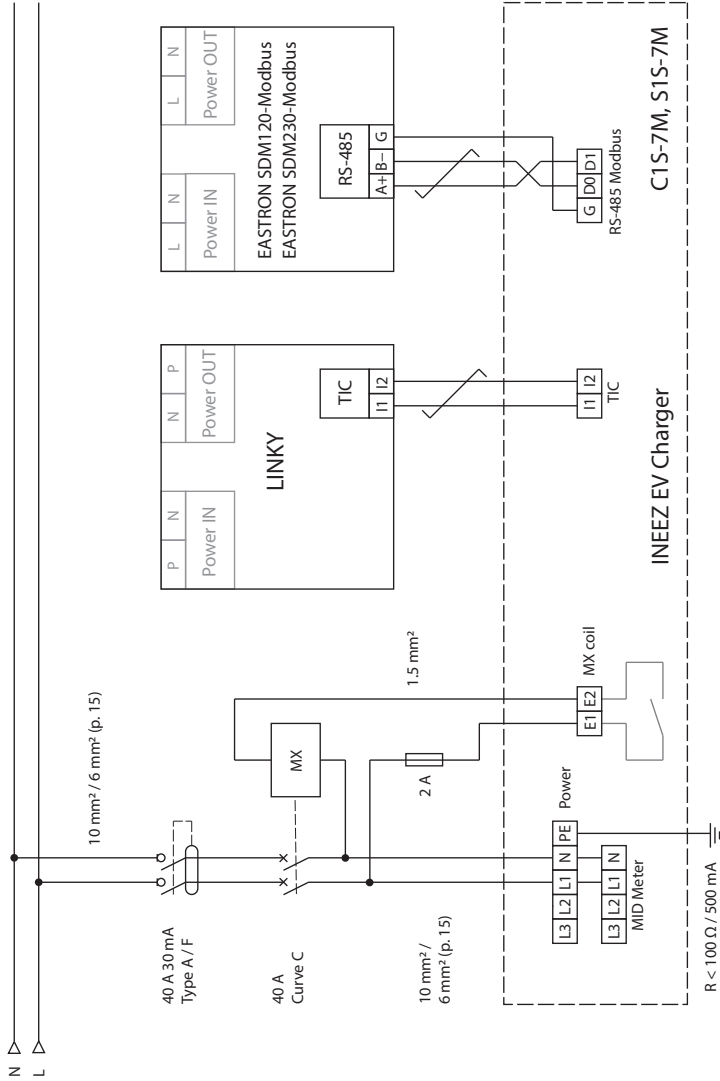 N
L
40 A 30 mA
Type A / F
40 A
Curve C
10 mm² / 6 mm² (p. 15)
10 mm² /
6 mm² (p. 15)
MX
2 A
1.5 mm²
L3 L2 L1 N PE
Power
L3 L2 L1 N
MID Meter
R < 100 Ω / 500 mA
E1 E2
MX coil
P N
Power IN
N P
Power OUT
LINKY
TIC
I1 I2
I1 I2
TIC
INEEZ EV Charger
L N
Power IN
L N
Power OUT
EASTRON SDM120-Modbus
EASTRON SDM230-Modbus
RS-485
A+ B− G
G D0 D1
RS-485 Modbus
C1S-7M, S1S-7M